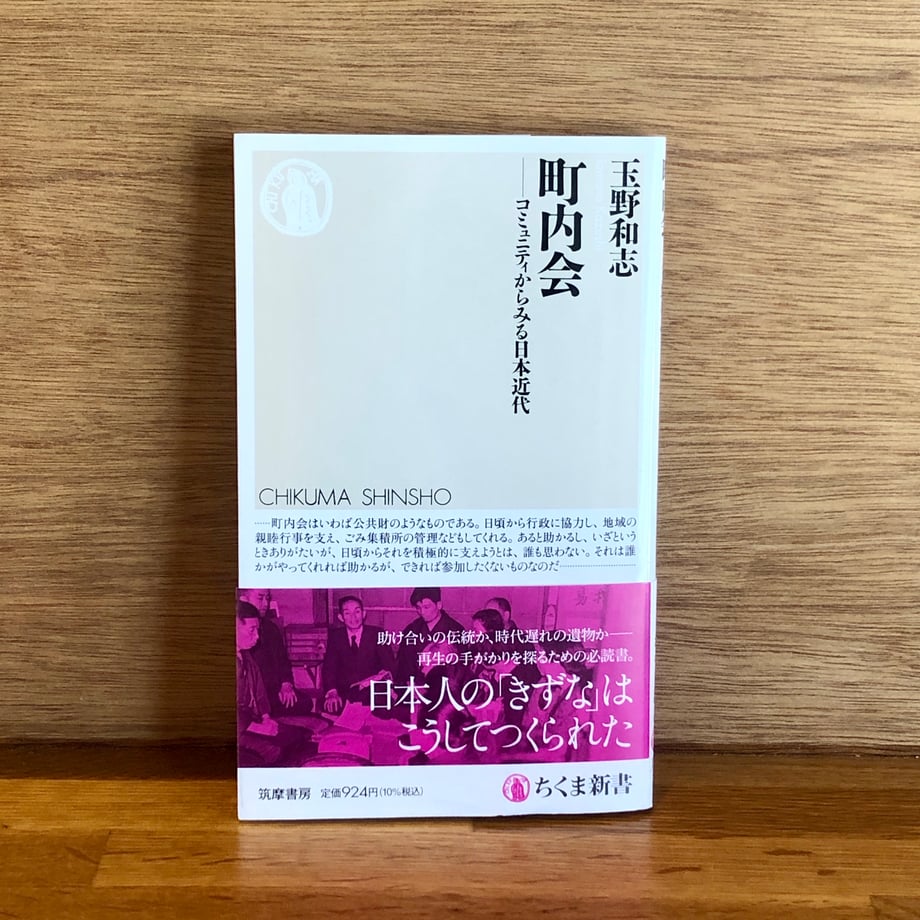 玉野和志
町内会
──コミュニティからみる日本近代
CHIKUMA SHINSHO
……町内会はいわば公共財のようなものである。日頃から行政に協力し、地域の
親睦行事を支え、ごみ集積所の管理などもしてくれる。あると助かるし、いざという
ときありがたいが、日頃からそれを積極的に支えようとは、誰も思わない。それは誰
かがやってくれれば助かるが、できれば参加したくないものなのだ……………
助け合いの伝統か、時代遅れの遺物か──
再生の手がかりを探るための必読書。
日本人の「きずな」は
こうしてつくられた
筑摩書房 定価924円(10%税込)
ちくま新書